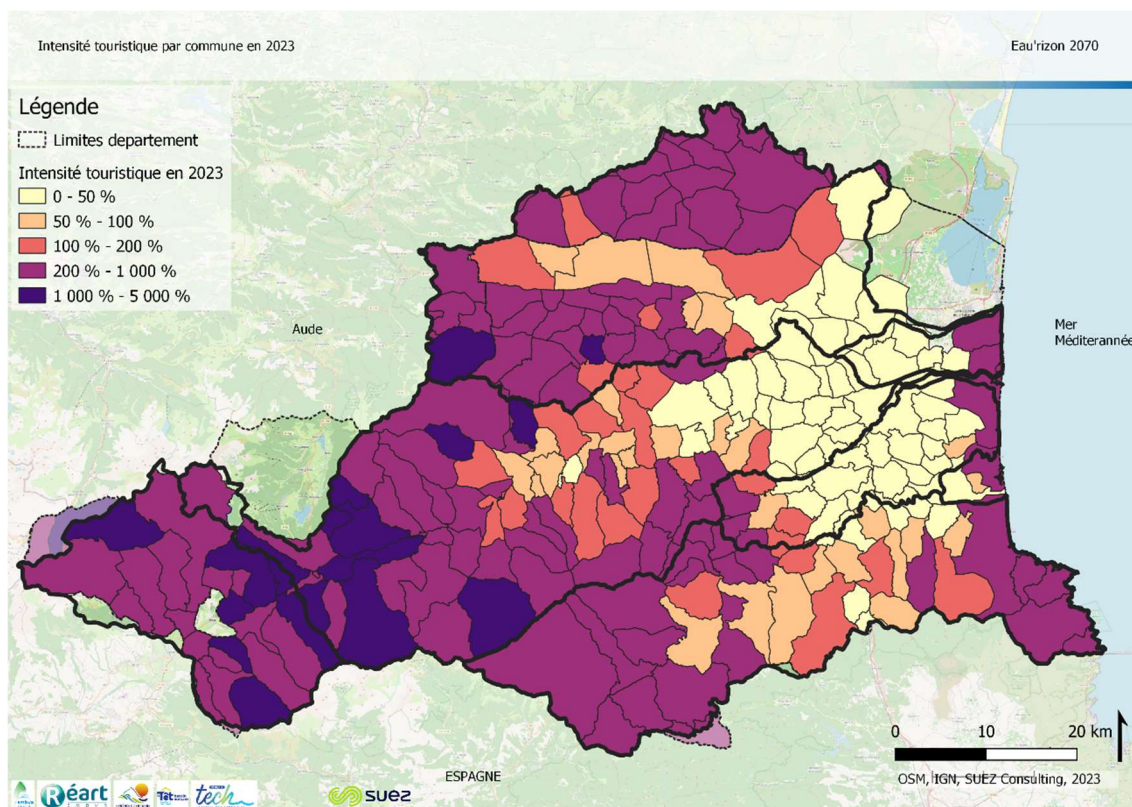 Intensité touristique par commune en 2023
Eau'rizon 2070
Légende
Limites departement
Intensité touristique en 2023
0 - 50 %
50 % - 100 %
100 % - 200 %
200 % - 1 000 %
1 000 % - 5 000 %
Aude
Mer
Méditerannée
ESPAGNE
0 10 20 km
OSM, IGN, SUEZ Consulting, 2023
Réart
Têt
tech
suez